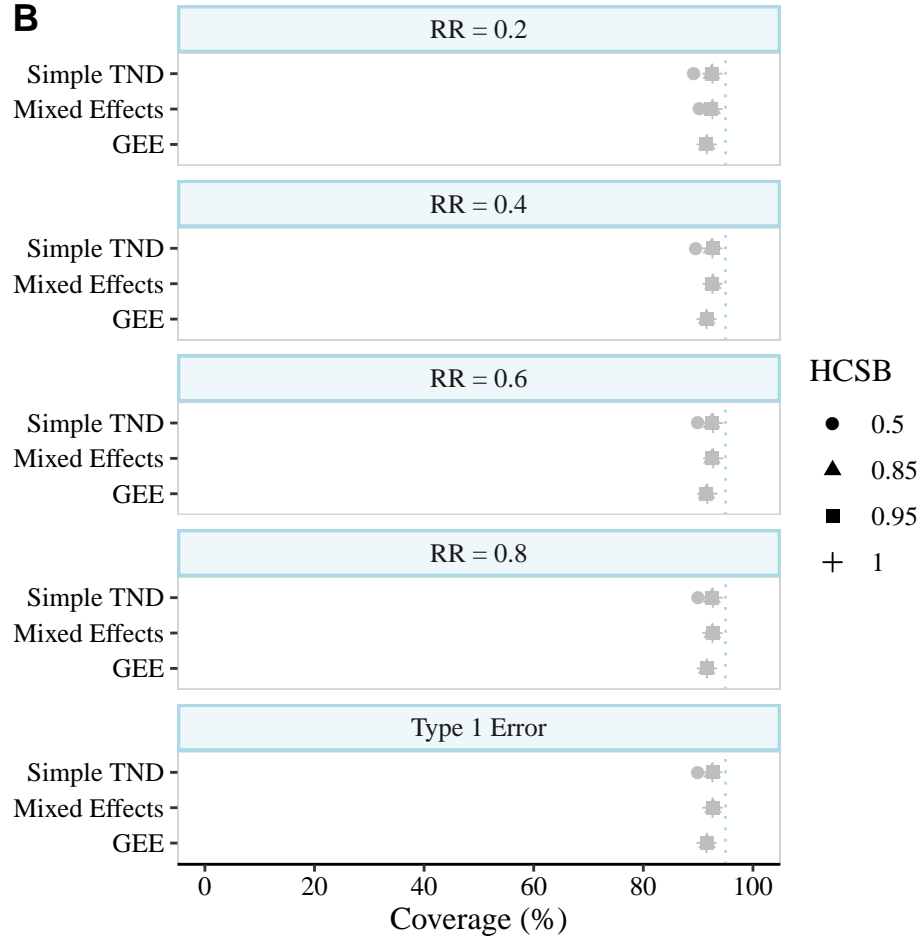 B
RR = 0.2
Simple TND
Mixed Effects
GEE
RR = 0.4
Simple TND
Mixed Effects
GEE
RR = 0.6
Simple TND
Mixed Effects
GEE
RR = 0.8
Simple TND
Mixed Effects
GEE
Type 1 Error
Simple TND
Mixed Effects
GEE
0 20 40 60 80 100
Coverage (%)
HCSB
0.5
0.85
0.95
1